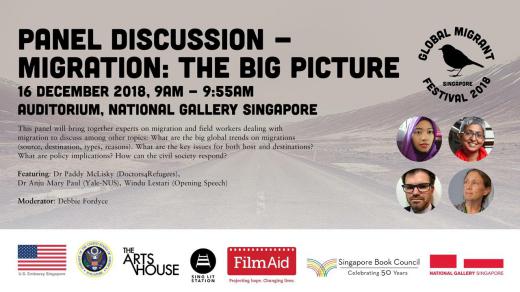 PANEL DISCUSSION –
MIGRATION: THE BIG PICTURE
16 DECEMBER 2018, 9AM – 9:55AM
AUDITORIUM, NATIONAL GALLERY SINGAPORE
This panel will bring together experts on migration and field workers dealing with
migration to discuss among other topics: What are the big global trends on migrations
(source, destination, types, reasons). What are the key issues for both host and destinations?
What are policy implications? How can the civil society respond?
Featuring: Dr Paddy McLisky (Doctors4Refugees),
Dr Anju Mary Paul (Yale-NUS), Windu Lestari (Opening Speech)
Moderator: Debbie Fordyce
GLOBAL MIGRANT
SINGAPORE
FESTIVAL 2018
U.S. Embassy Singapore
THE
ARTS
HOUSE
SING LIT
STATION
FilmAid
Projecting hope. Changing lives.
Singapore Book Council
Celebrating 50 Years
NATIONAL GALLERY SINGAPORE